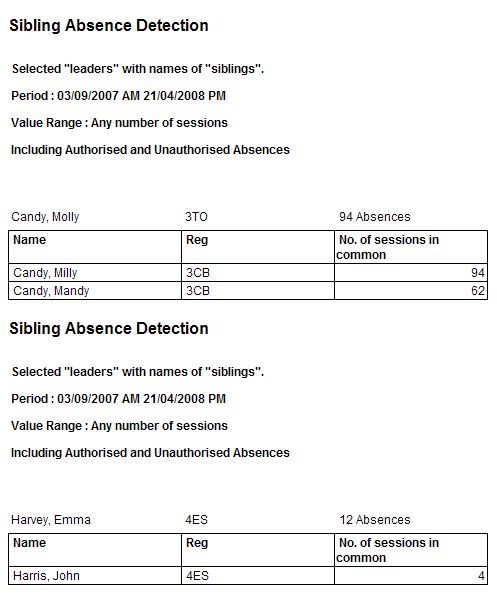 Sibling Absence Detection
Selected "leaders" with names of "siblings".
Period : 03/09/2007 AM 21/04/2008 PM
Value Range : Any number of sessions
Including Authorised and Unauthorised Absences
Candy, Molly 3TO 94 Absences
Name Reg No. of sessions in
common
Candy, Milly 3CB 94
Candy, Mandy 3CB 62
Sibling Absence Detection
Selected "leaders" with names of "siblings".
Period : 03/09/2007 AM 21/04/2008 PM
Value Range : Any number of sessions
Including Authorised and Unauthorised Absences
Harvey, Emma 4ES 12 Absences
Name Reg No. of sessions in
common
Harris, John 4ES 4